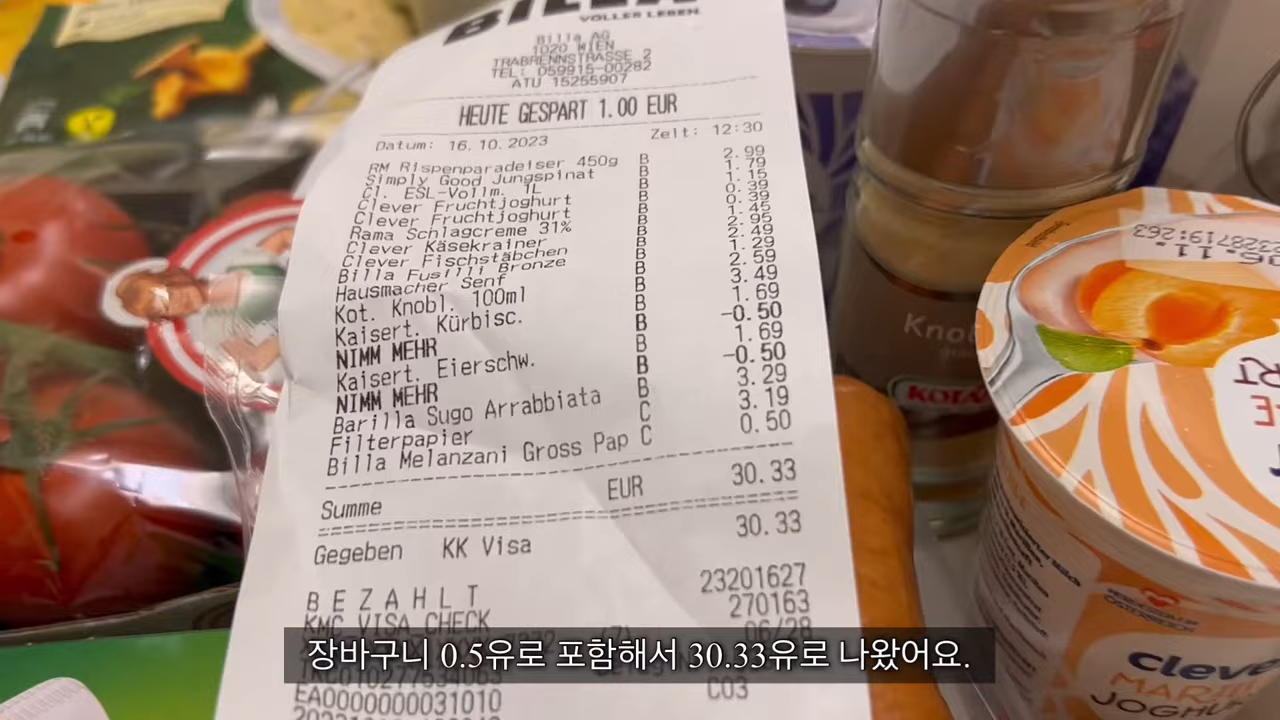 BILLA
VOLLER LEBEN.
Billa AG
1020 WIEN
TRABRENNSTRASSE 2
TEL: 059915-00282
ATU 15255907
HEUTE GESPART 1.00 EUR
Datum: 16.10.2023 Zeit: 12:30
RM Rispenparadeiser 450g B 2.99
Simply Good Jungspinat B 1.79
Cl. ESL-Vollm. 1L B 1.15
Clever Fruchtjoghurt B 0.39
Clever Fruchtjoghurt B 0.39
Rama Schlagcreme 31% B 1.45
Clever Käsekrainer B 2.95
Clever Fischstäbchen B 2.49
Billa Fusilli Bronze B 1.29
Hausmacher Senf B 2.59
Kot. Knobl. 100ml B 3.49
Kaisert. Kürbisc. B 1.69
NIMM MEHR B -0.50
Kaisert. Eierschw. B 1.69
NIMM MEHR B -0.50
Barilla Sugo Arrabbiata B 3.29
Filterpapier C 3.19
Billa Melanzani Gross Pap C 0.50
Summe EUR 30.33
Gegeben KK Visa 30.33
BEZAHLT 23201627
KMC VISA CHECK 270163
06/28
EA0000000031010 C03
Kno
KOTÁ
clever
JOGHU
장바구니 0.5유로 포함해서 30.33유로 나왔어요.